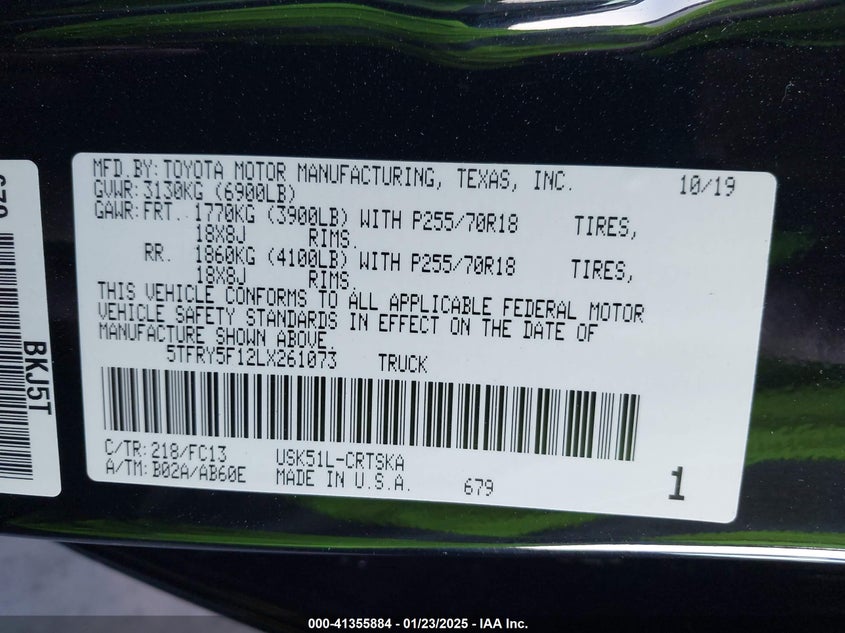 MFD.BY: TOYOTA MOTOR MANUFACTURING, TEXAS, INC. 10/19
GVWR: 3130KG (6900LB)
GAWR: FRT. 1770KG (3900LB) WITH P255/70R18 TIRES,
18X8J RIMS.
RR. 1860KG (4100LB) WITH P255/70R18 TIRES,
18X8J RIMS.
THIS VEHICLE CONFORMS TO ALL APPLICABLE FEDERAL MOTOR
VEHICLE SAFETY STANDARDS IN EFFECT ON THE DATE OF
MANUFACTURE SHOWN ABOVE.
5TFRY5F12LX261073 TRUCK
C/TR: 218/FC13 USK51L-CRTSKA
A/TM: B02A/AB60E MADE IN U.S.A. 679 1
679
BKJ5T
000-41355884 - 01/23/2025 - IAA Inc.